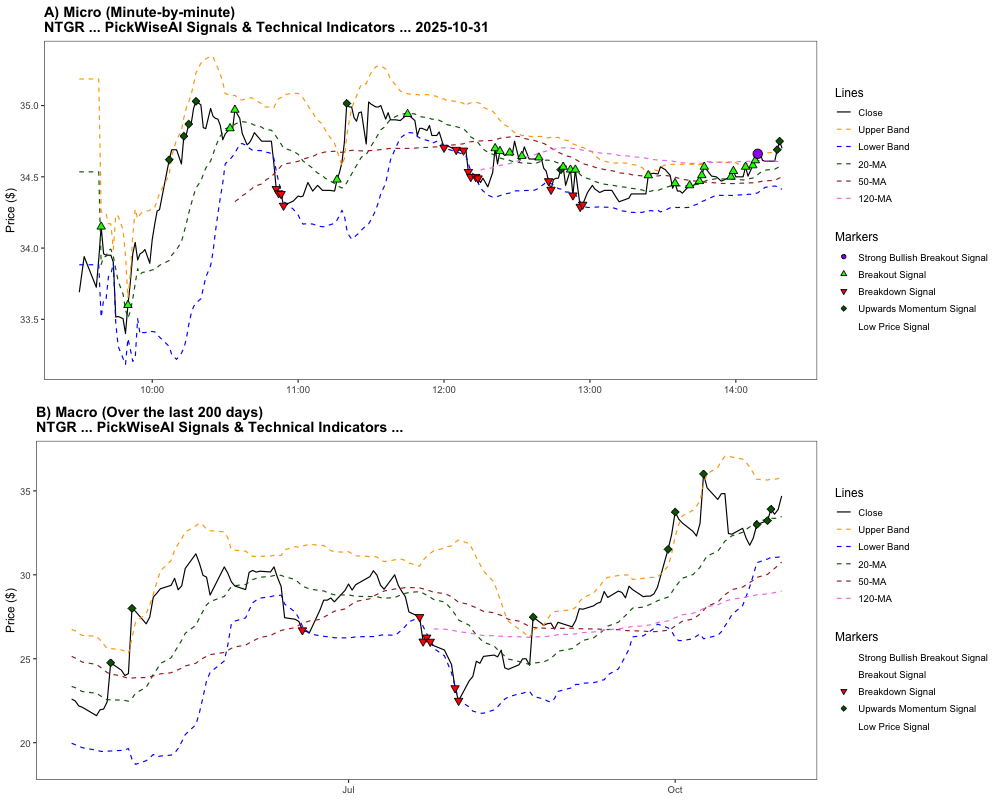 A) Micro (Minute-by-minute)
NTGR ... PickWiseAI Signals & Technical Indicators ... 2025-10-31
Price ($)
35.0
34.5
34.0
33.5
10:00
11:00
12:00
13:00
14:00
Lines
Close
Upper Band
Lower Band
20-MA
50-MA
120-MA
Markers
Strong Bullish Breakout Signal
Breakout Signal
Breakdown Signal
Upwards Momentum Signal
Low Price Signal
B) Macro (Over the last 200 days)
NTGR ... PickWiseAI Signals & Technical Indicators ...
Price ($)
35
30
25
20
Jul
Oct
Lines
Close
Upper Band
Lower Band
20-MA
50-MA
120-MA
Markers
Strong Bullish Breakout Signal
Breakout Signal
Breakdown Signal
Upwards Momentum Signal
Low Price Signal